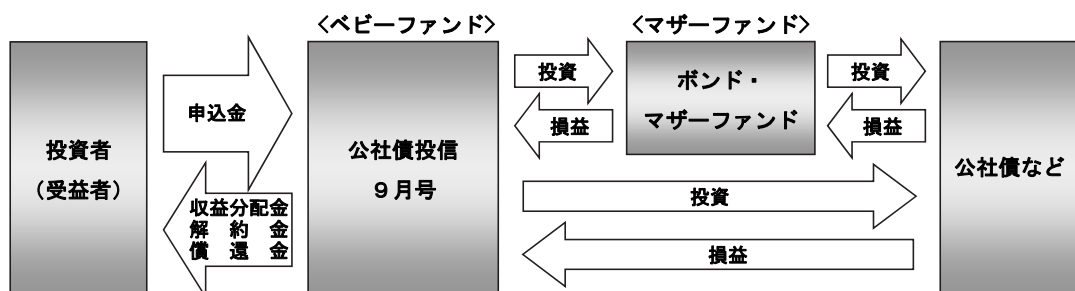 〈ベビーファンド〉
〈マザーファンド〉
投資者
（受益者）
申込金
収益分配金
解約金
償還金
公社債投信
９月号
投資
損益
ボンド・
マザーファンド
投資
損益
投資
損益
公社債など